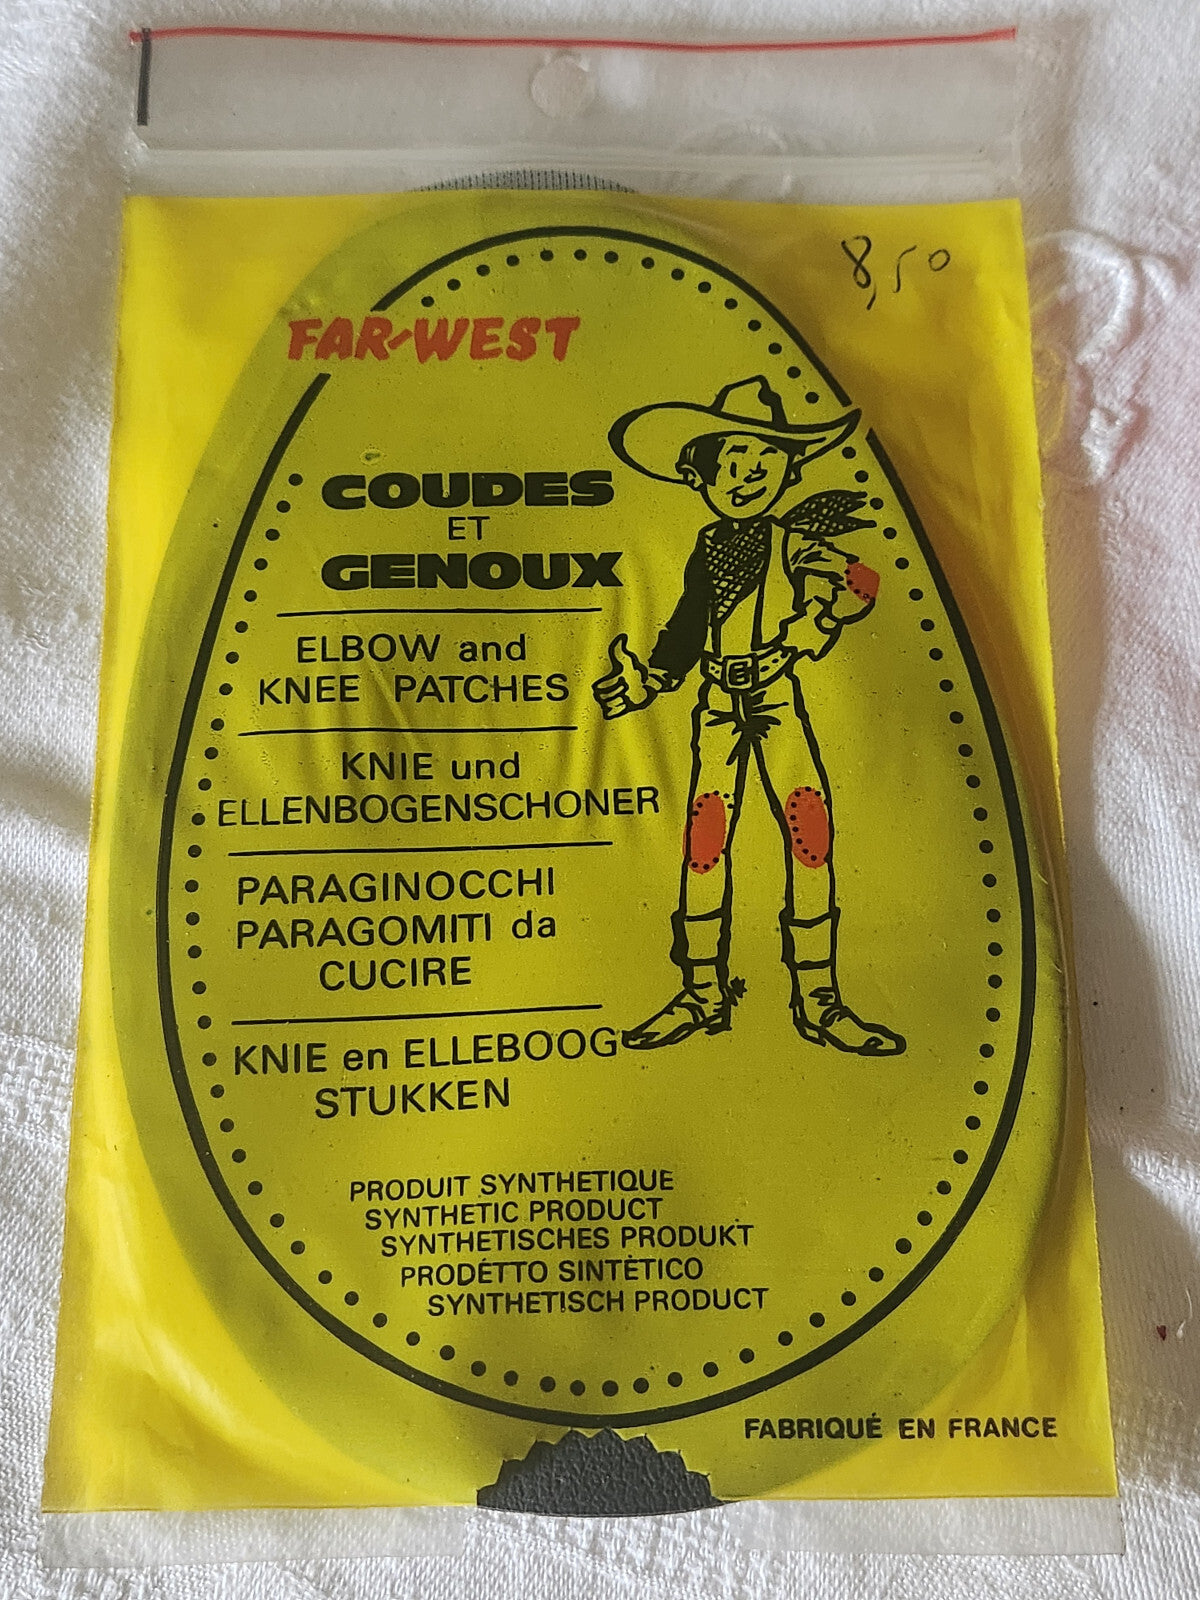 8,50
FAR-WEST
COUDES
ET
GENOUX
ELBOW and
KNEE PATCHES
KNIE und
ELLENBOGENSCHONER
PARAGINOCCHI
PARAGOMITI da
CUCIRE
KNIE en ELLEBOOG
STUKKEN
PRODUIT SYNTHETIQUE
SYNTHETIC PRODUCT
SYNTHETISCHES PRODUKT
PRODÉTTO SINTÈTICO
SYNTHETISCH PRODUCT
FABRIQUÉ EN FRANCE